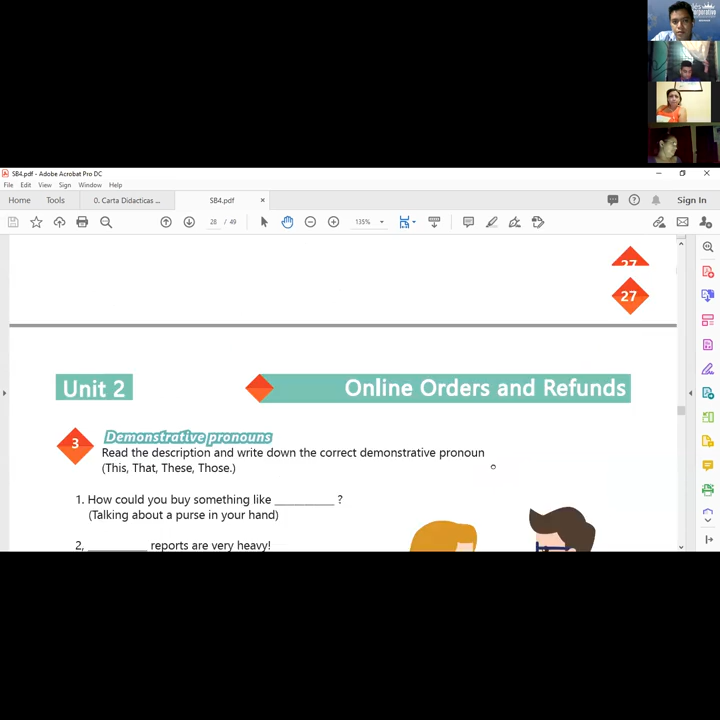 SB4.pdf - Adobe Acrobat Pro DC
File Edit View Sign Window Help
Home Tools 0. Carta Didacticas ... SB4.pdf × Sign In
28 / 49 135%
27
27
Unit 2 Online Orders and Refunds
3 Demonstrative pronouns
Read the description and write down the correct demonstrative pronoun
(This, That, These, Those.)
1. How could you buy something like ___________ ?
(Talking about a purse in your hand)
2, ___________ reports are very heavy!